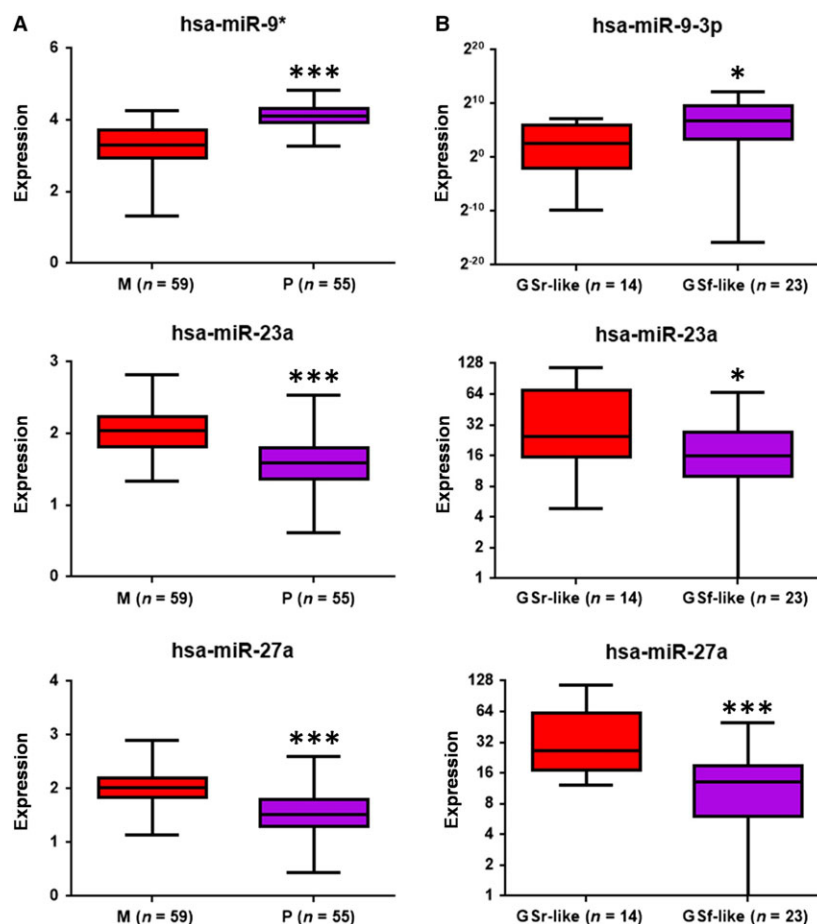 A
hsa-miR-9*
Expression
6
4
2
0
***
M (n = 59)
P (n = 55)
B
hsa-miR-9-3p
Expression
2^20
2^10
2^0
2^-10
2^-20
*
GSr-like (n = 14)
GSf-like (n = 23)
hsa-miR-23a
Expression
3
2
1
0
***
M (n = 59)
P (n = 55)
hsa-miR-23a
Expression
128
64
32
16
8
4
2
1
*
GSr-like (n = 14)
GSf-like (n = 23)
hsa-miR-27a
Expression
4
3
2
1
0
***
M (n = 59)
P (n = 55)
hsa-miR-27a
Expression
128
64
32
16
8
4
2
1
***
GSr-like (n = 14)
GSf-like (n = 23)